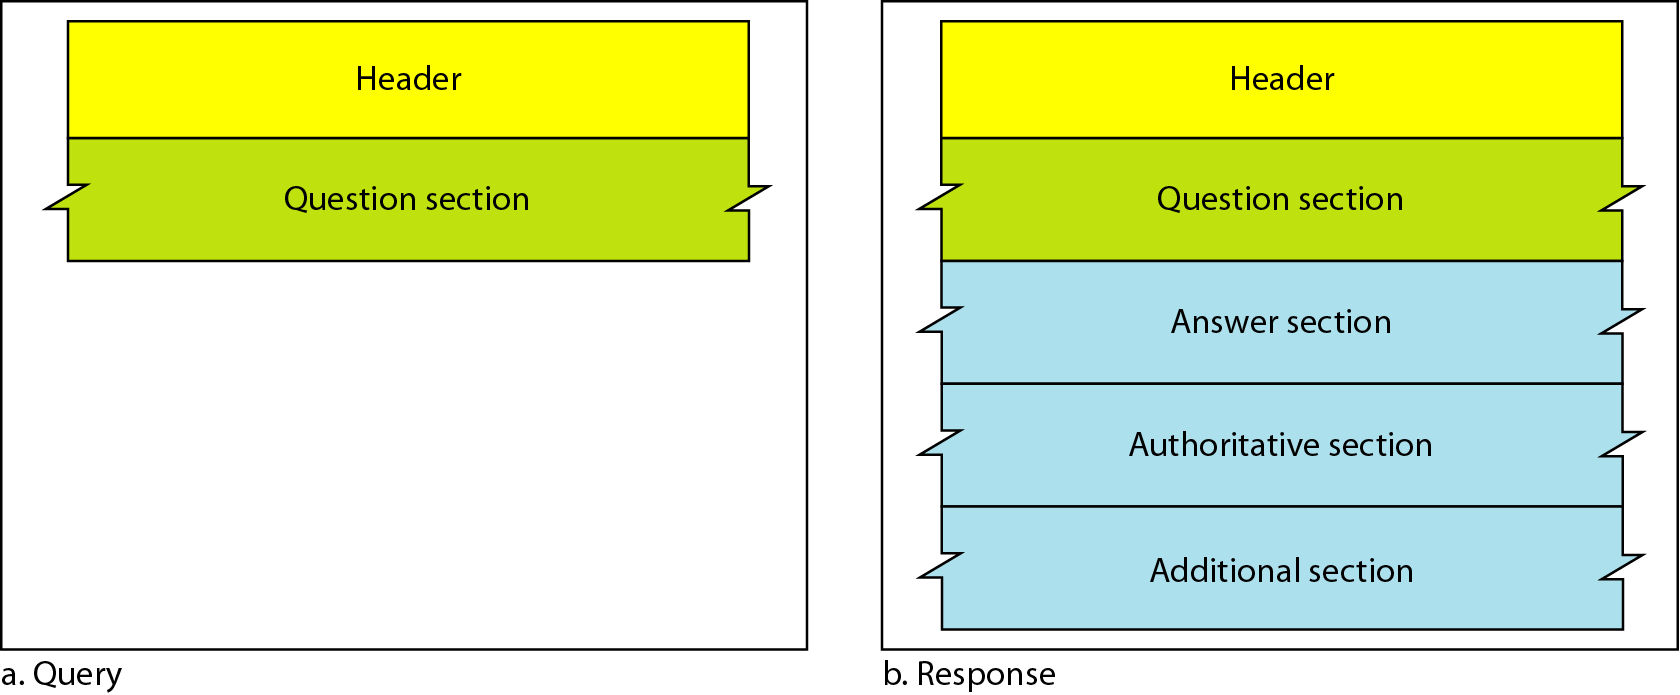 Header
Question section
a. Query
Header
Question section
Answer section
Authoritative section
Additional section
b. Response